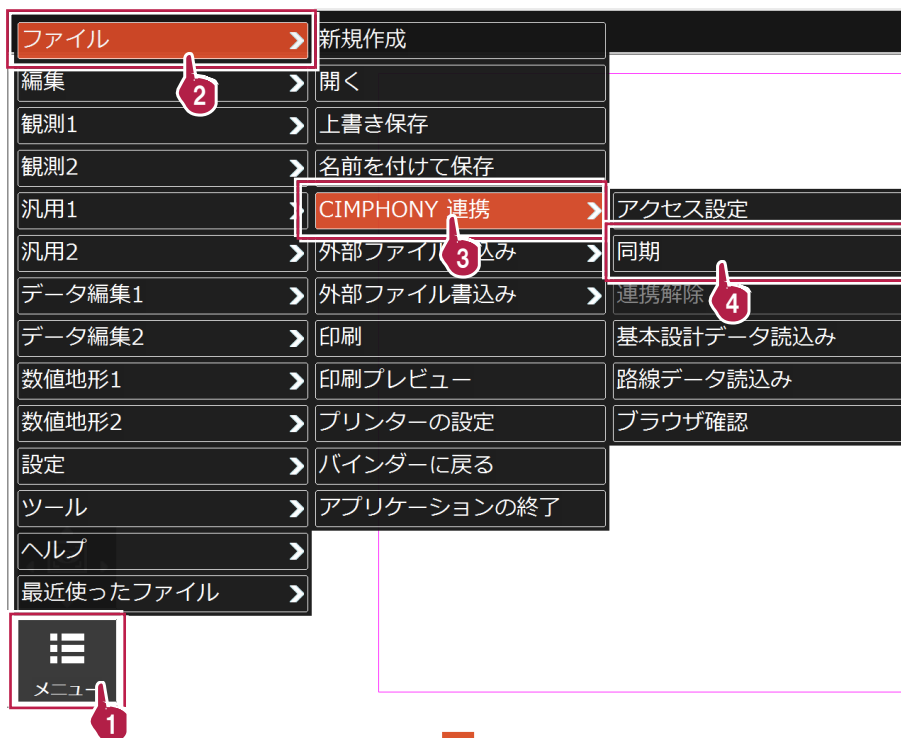 ファイル
編集
観測1
観測2
汎用1
汎用2
データ編集1
データ編集2
数値地形1
数値地形2
設定
ツール
ヘルプ
最近使ったファイル
メニュー
新規作成
開く
上書き保存
名前を付けて保存
CIMPHONY 連携
外部ファイル 込み
外部ファイル書込み
印刷
印刷プレビュー
プリンターの設定
バインダーに戻る
アプリケーションの終了
アクセス設定
同期
連携解除
基本設計データ読込み
路線データ読込み
ブラウザ確認
1
2
3
4